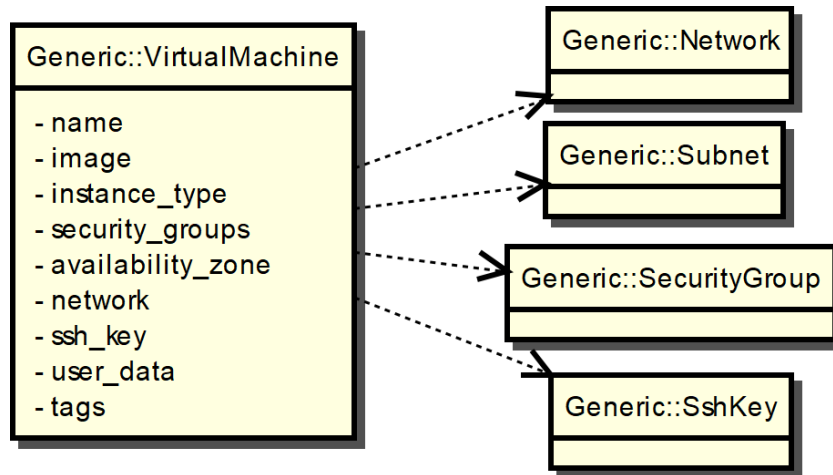 Generic::VirtualMachine
- name
- image
- instance_type
- security_groups
- availability_zone
- network
- ssh_key
- user_data
- tags
Generic::Network
Generic::Subnet
Generic::SecurityGroup
Generic::SshKey